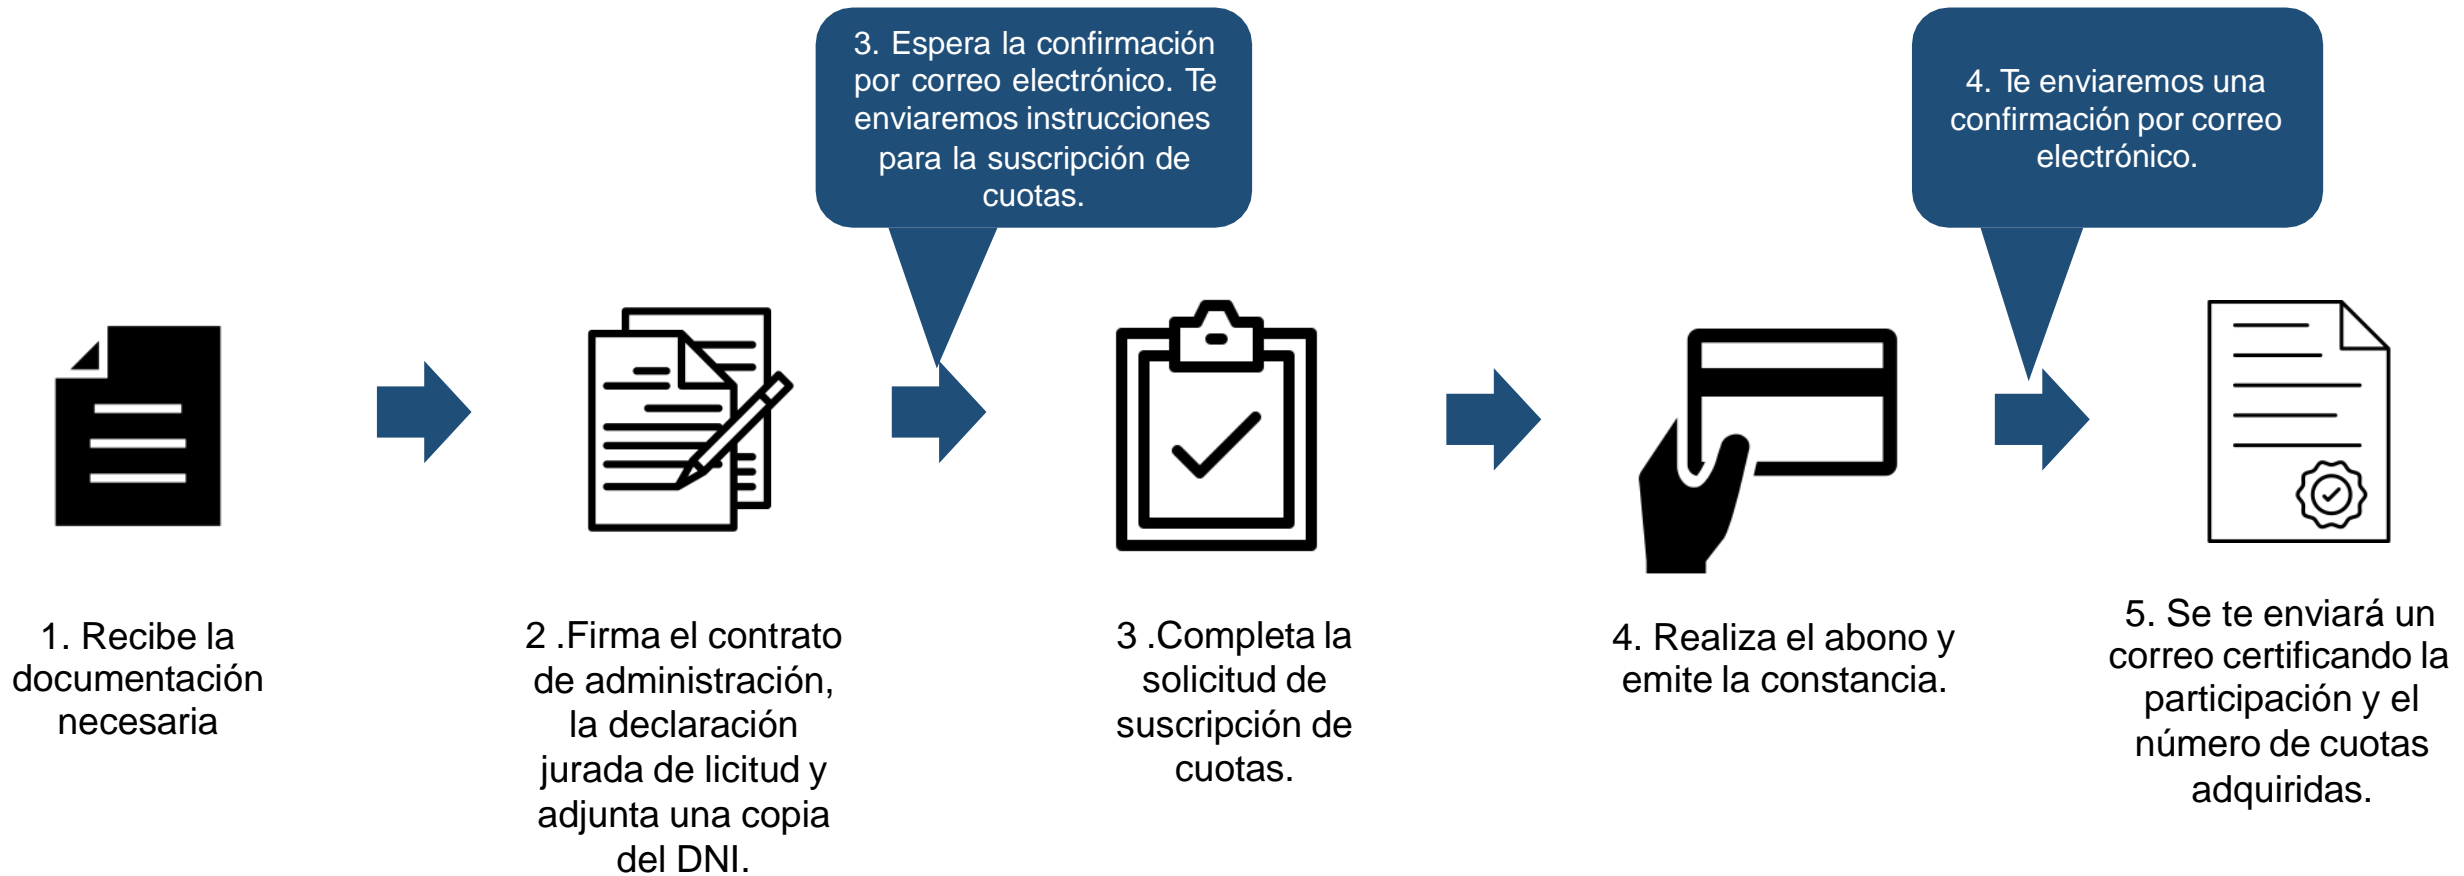 3. Espera la confirmación
por correo electrónico. Te
enviaremos instrucciones
para la suscripción de
cuotas.
4. Te enviaremos una
confirmación por correo
electrónico.
1. Recibe la
documentación
necesaria
2 .Firma el contrato
de administración,
la declaración
jurada de licitud y
adjunta una copia
del DNI.
3 .Completa la
solicitud de
suscripción de
cuotas.
4. Realiza el abono y
emite la constancia.
5. Se te enviará un
correo certificando la
participación y el
número de cuotas
adquiridas.